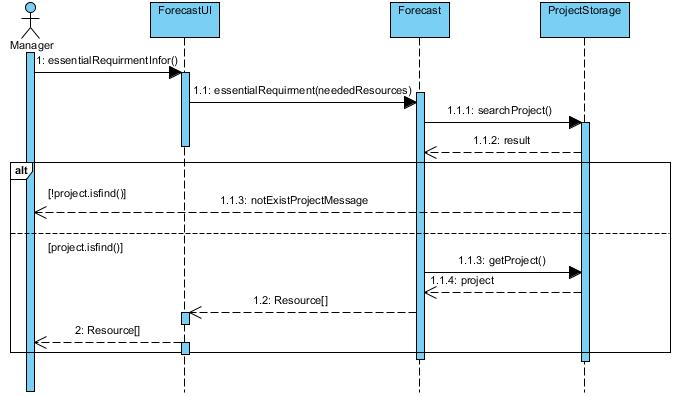 ForecastUI
Forecast
ProjectStorage
Manager
1: essentialRequirmentInfor()
1.1: essentialRequirment(neededResources)
1.1.1: searchProject()
1.1.2: result
alt
[!project.isfind()]
1.1.3: notExistProjectMessage
[project.isfind()]
1.1.3: getProject()
1.1.4: project
1.2: Resource[]
2: Resource[]